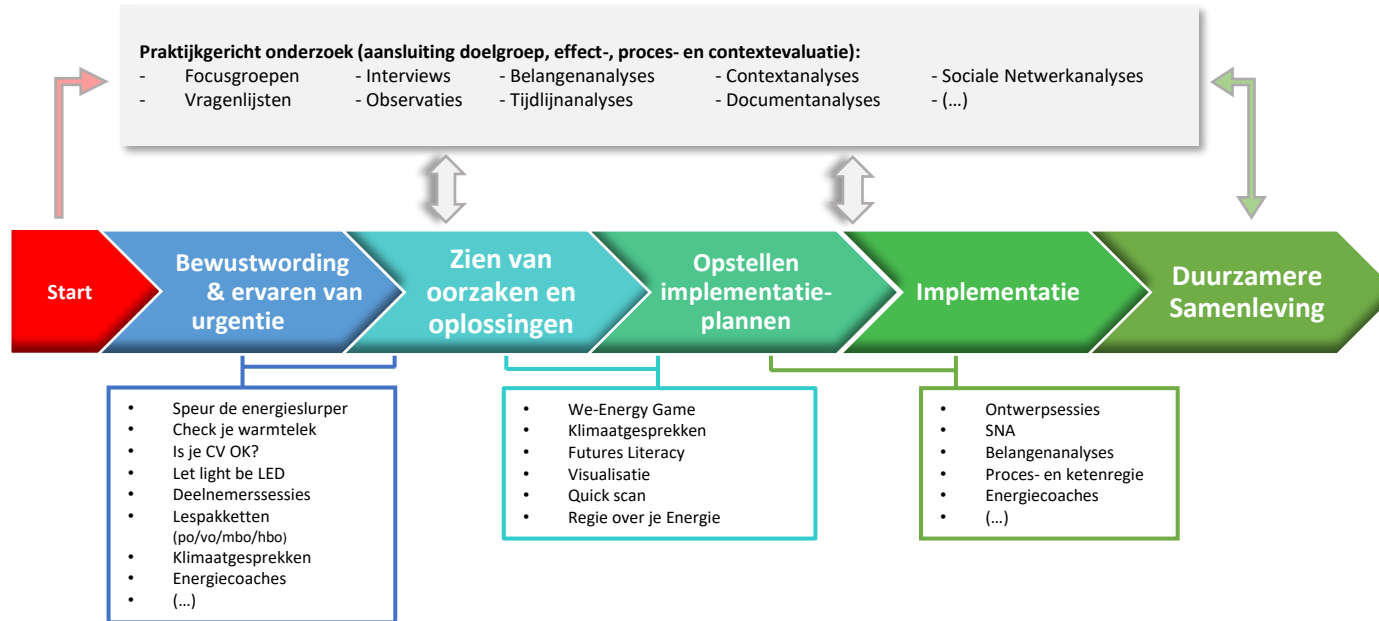 Praktijkgericht onderzoek (aansluiting doelgroep, effect-, proces- en contextevaluatie):
- Focusgroepen - Interviews - Belangenanalyses - Contextanalyses - Sociale Netwerkanalyses
- Vragenlijsten - Observaties - Tijdlijnanalyses - Documentanalyses - (...)
Start
Bewustwording
& ervaren van
urgentie
Zien van
oorzaken en
oplossingen
Opstellen
implementatie-
plannen
Implementatie
Duurzamere
Samenleving
• Speur de energieslurper
• Check je warmtelek
• Is je CV OK?
• Let light be LED
• Deelnemerssessies
• Lespakketten
(po/vo/mbo/hbo)
• Klimaatgesprekken
• Energiecoaches
• (...)
• We-Energy Game
• Klimaatgesprekken
• Futures Literacy
• Visualisatie
• Quick scan
• Regie over je Energie
• Ontwerpsessies
• SNA
• Belangenanalyses
• Proces- en ketenregie
• Energiecoaches
• (...)